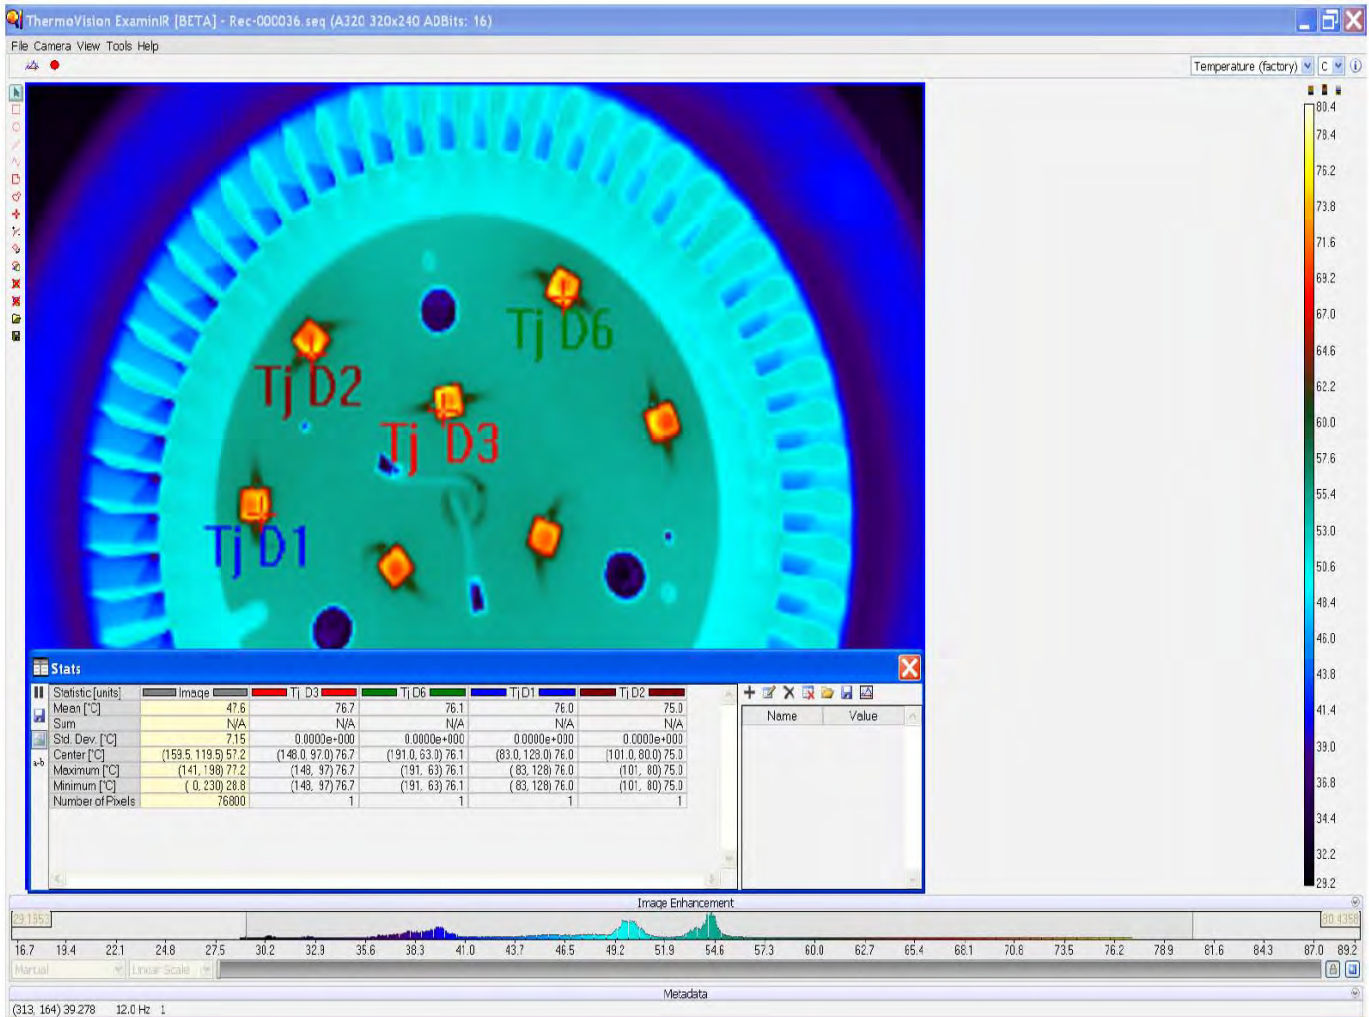 ThermoVision ExaminIR [BETA] - Rec-000036.seq (A320 320x240 ADBits: 16)
File Camera View Tools Help
Temperature (factory) C
80.4
78.4
76.2
73.8
71.6
69.2
67.0
64.6
62.2
60.0
57.6
55.4
53.0
50.6
48.4
46.0
43.8
41.4
39.0
36.8
34.4
32.2
29.2
Tj D6
Tj D2
Tj D3
Tj D1
Stats
Statistic [units] Image Tj D3 Tj D6 Tj D1 Tj D2
Mean [°C] 47.6 76.7 76.1 76.0 75.0
Sum N/A N/A N/A N/A N/A
Std. Dev. [°C] 7.15 0.0000e+000 0.0000e+000 0.0000e+000 0.0000e+000
Center [°C] (159.5, 119.5) 57.2 (148.0, 97.0) 76.7 (191.0, 63.0) 76.1 (83.0, 128.0) 76.0 (101.0, 80.0) 75.0
Maximum [°C] (141, 198) 77.2 (148, 97) 76.7 (191, 63) 76.1 (83, 128) 76.0 (101, 80) 75.0
Minimum [°C] (0, 230) 28.8 (148, 97) 76.7 (191, 63) 76.1 (83, 128) 76.0 (101, 80) 75.0
Number of Pixels 76800 1 1 1 1
Name Value
a-b
Image Enhancement
16.7 19.4 22.1 24.8 27.5 30.2 32.9 35.6 38.3 41.0 43.7 46.5 49.2 51.9 54.6 57.3 60.0 62.7 65.4 68.1 70.8 73.5 76.2 78.9 81.6 84.3 87.0 89.2
Manual Linear Scale
Metadata
(313, 164) 39.278 12.0 Hz 1